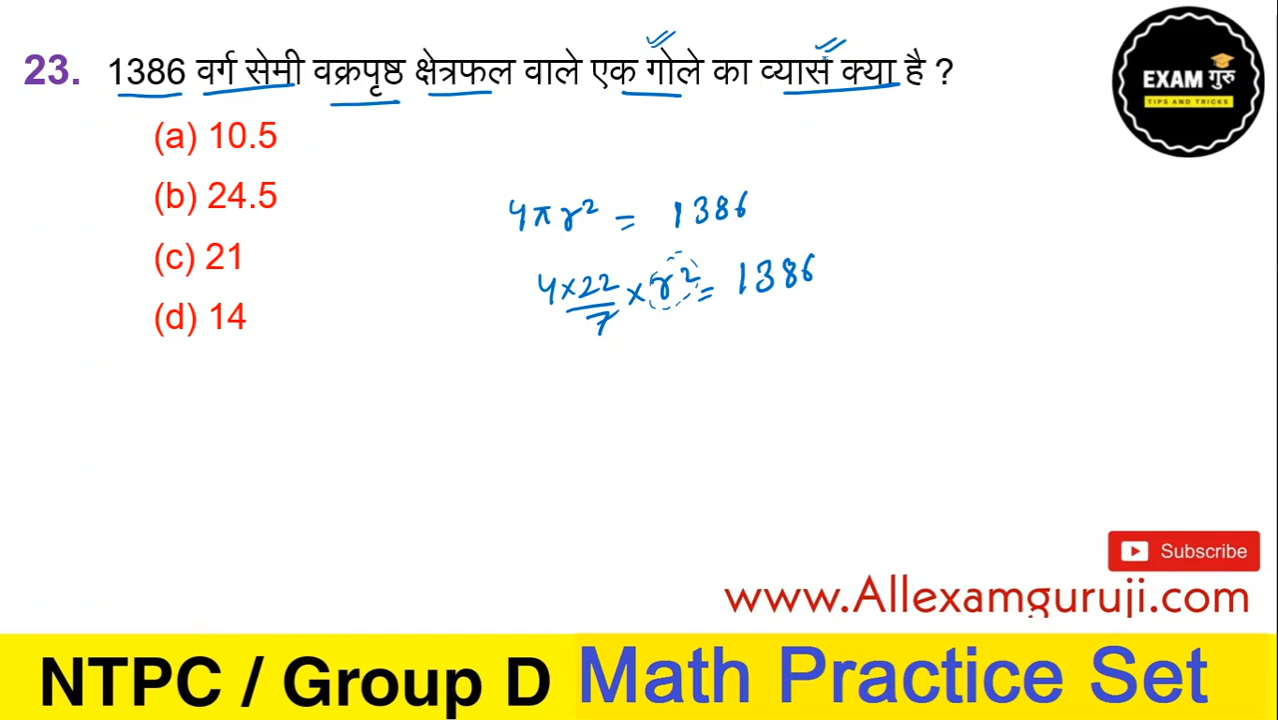 23. 1386 वर्ग सेमी वक्रपृष्ठ क्षेत्रफल वाले एक गोले का व्यास क्या है ?
EXAM गुरु
TIPS AND TRICKS
(a) 10.5
(b) 24.5
(c) 21
(d) 14
4πr² = 1386
4×22/7 × r² = 1386
Subscribe
www.Allexamguruji.com
NTPC / Group D Math Practice Set